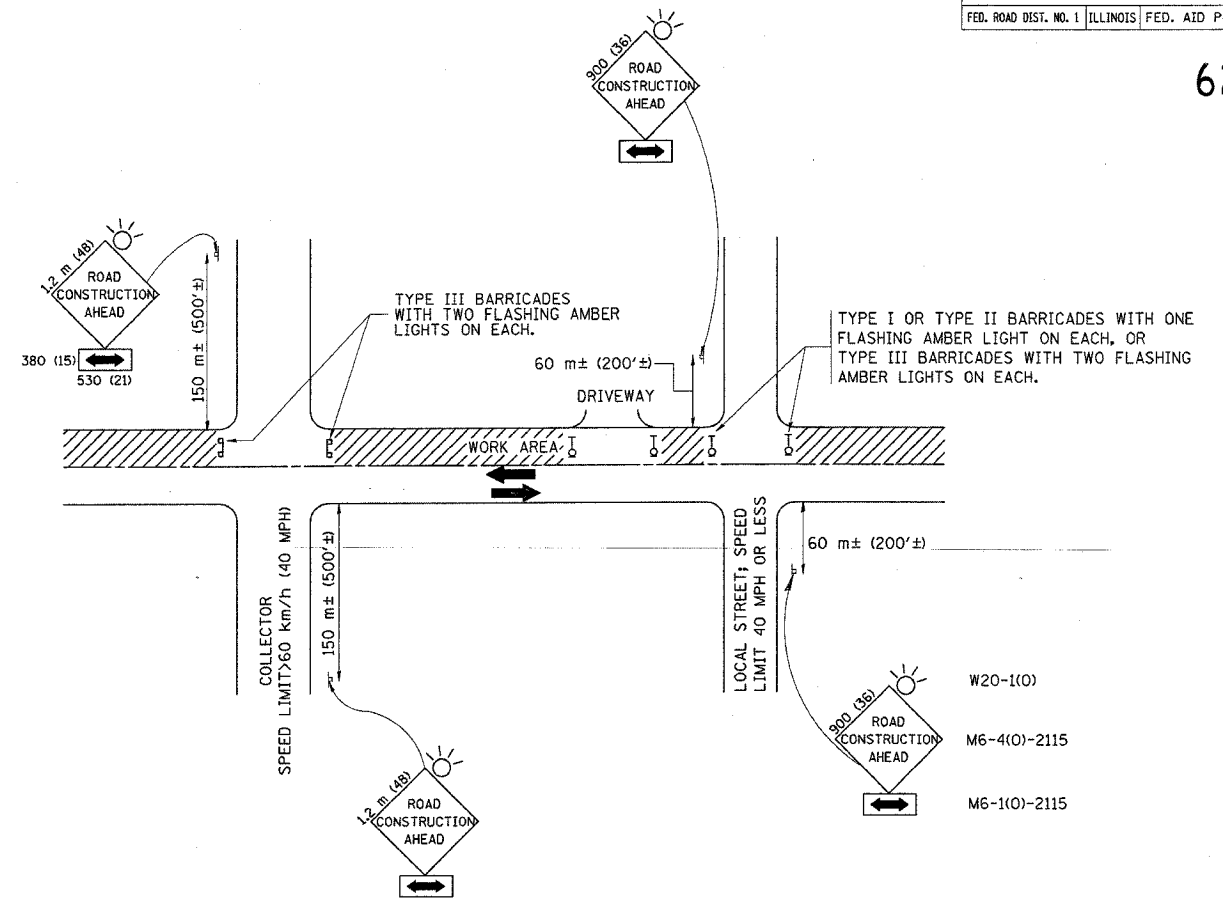 FED. ROAD DIST. NO. 1 ILLINOIS FED. AID P
62
900 (36)
ROAD
CONSTRUCTION
AHEAD
1.2 m (48)
ROAD
CONSTRUCTION
AHEAD
380 (15)
530 (21)
150 m± (500'±)
TYPE III BARRICADES
WITH TWO FLASHING AMBER
LIGHTS ON EACH.
60 m± (200'±)
DRIVEWAY
TYPE I OR TYPE II BARRICADES WITH ONE
FLASHING AMBER LIGHT ON EACH, OR
TYPE III BARRICADES WITH TWO FLASHING
AMBER LIGHTS ON EACH.
WORK AREA
COLLECTOR
SPEED LIMIT>60 km/h (40 MPH)
150 m± (500'±)
LOCAL STREET; SPEED
LIMIT 40 MPH OR LESS
60 m± (200'±)
1.2 m (48)
ROAD
CONSTRUCTION
AHEAD
900 (36)
ROAD
CONSTRUCTION
AHEAD
W20-1(O)
M6-4(O)-2115
M6-1(O)-2115